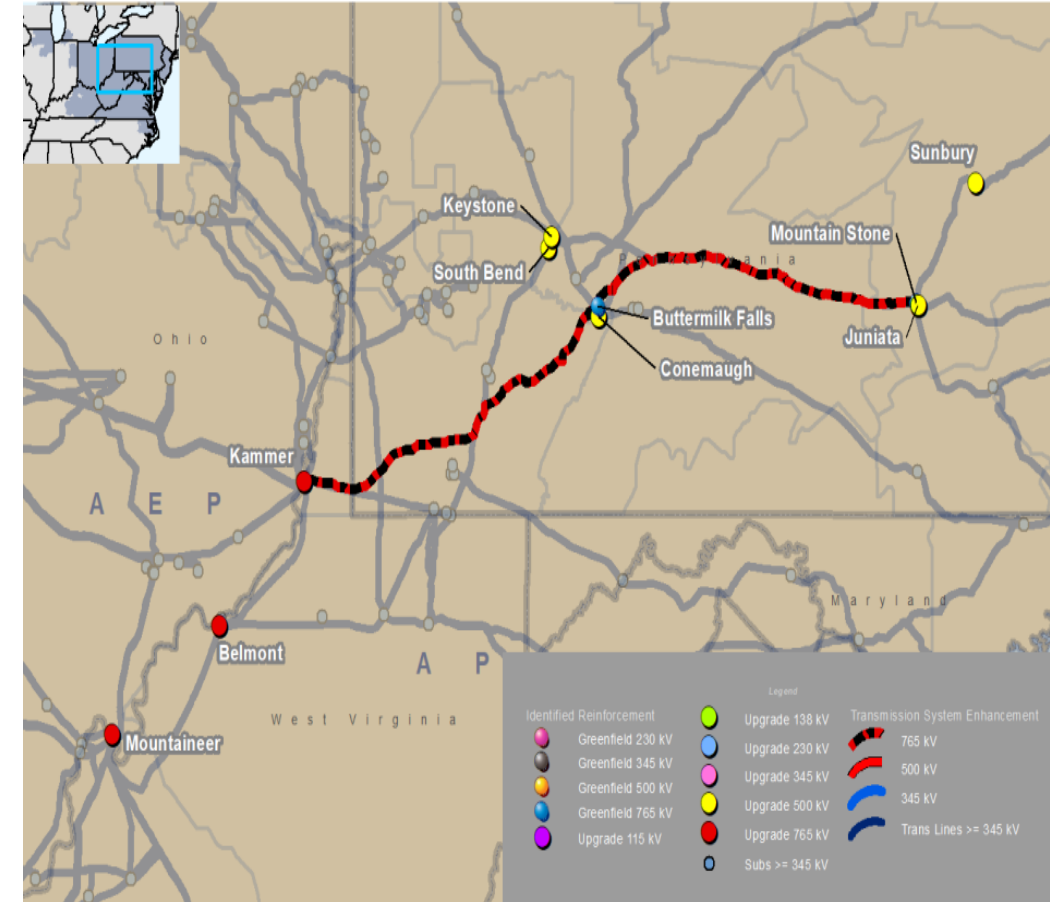 Sunbury
Keystone
Mountain Stone
Pennsylvania
South Bend
Buttermilk Falls
Juniata
Ohio
Conemaugh
Kammer
A E P
Maryland
Belmont
A P
West Virginia
Mountaineer
Legend
Identified Reinforcement
Greenfield 230 kV
Greenfield 345 kV
Greenfield 500 kV
Greenfield 765 kV
Upgrade 115 kV
Upgrade 138 kV
Upgrade 230 kV
Upgrade 345 kV
Upgrade 500 kV
Upgrade 765 kV
Subs >= 345 kV
Transmission System Enhancement
765 kV
500 kV
345 kV
Trans Lines >= 345 kV